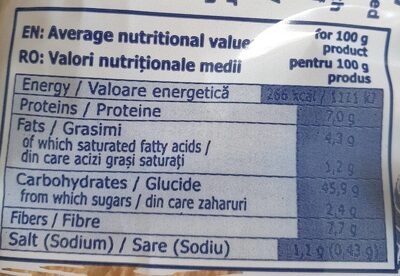 EN: Average nutritional value
for 100 g
product
RO: Valori nutriționale medii
pentru 100 g
produs
Energy / Valoare energetică
266 kcal / 1111 kJ
Proteins / Proteine
7,0 g
Fats / Grasimi
4,3 g
of which saturated fatty acids /
din care acizi grași saturați
1,2 g
Carbohydrates / Glucide
45,9 g
from which sugars / din care zaharuri
2,4 g
Fibers / Fibre
7,7 g
Salt (Sodium) / Sare (Sodiu)
1,1 g (0,43 g)